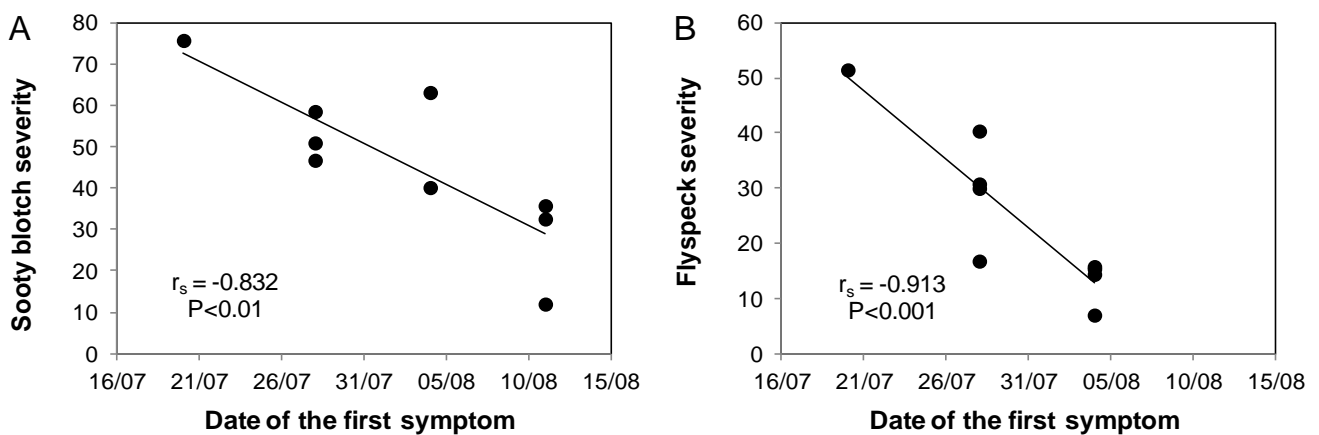 A
Sooty blotch severity
80
70
60
50
40
30
20
10
0
r_s = -0.832
P<0.01
16/07 21/07 26/07 31/07 05/08 10/08 15/08
Date of the first symptom
B
Flyspeck severity
60
50
40
30
20
10
0
r_s = -0.913
P<0.001
16/07 21/07 26/07 31/07 05/08 10/08 15/08
Date of the first symptom